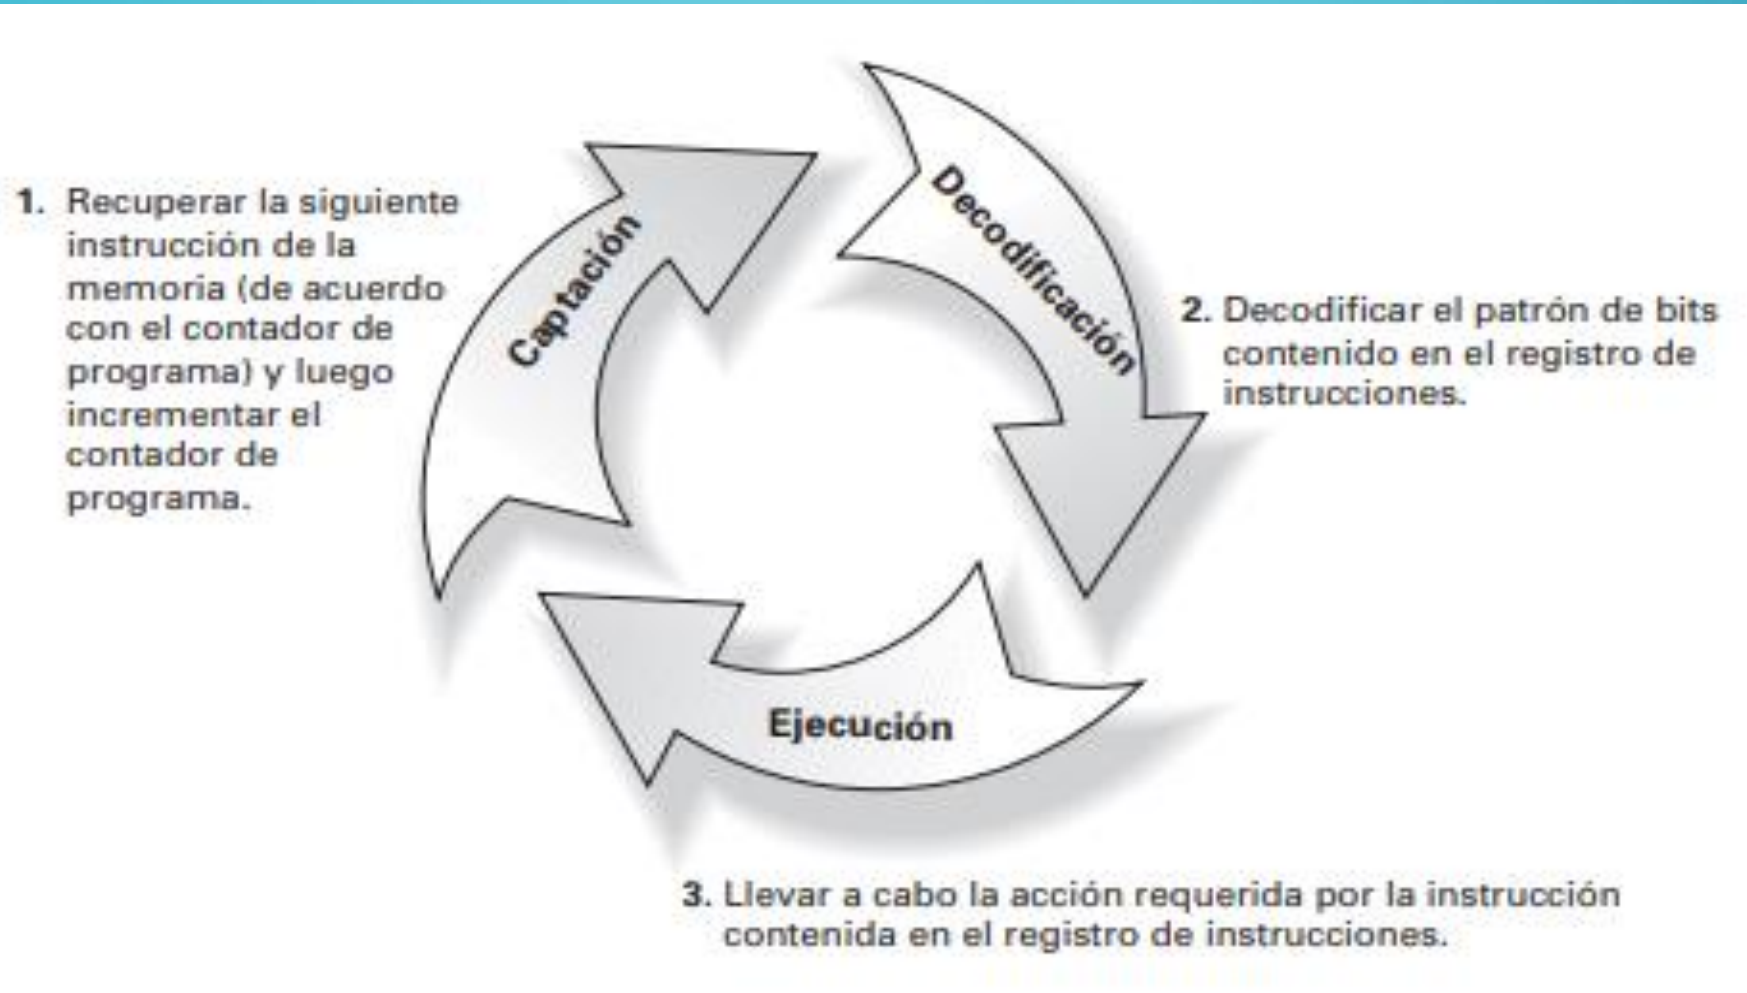 1. Recuperar la siguiente
instrucción de la
memoria (de acuerdo
con el contador de
programa) y luego
incrementar el
contador de
programa.
Captación
Decodificación
2. Decodificar el patrón de bits
contenido en el registro de
instrucciones.
Ejecución
3. Llevar a cabo la acción requerida por la instrucción
contenida en el registro de instrucciones.